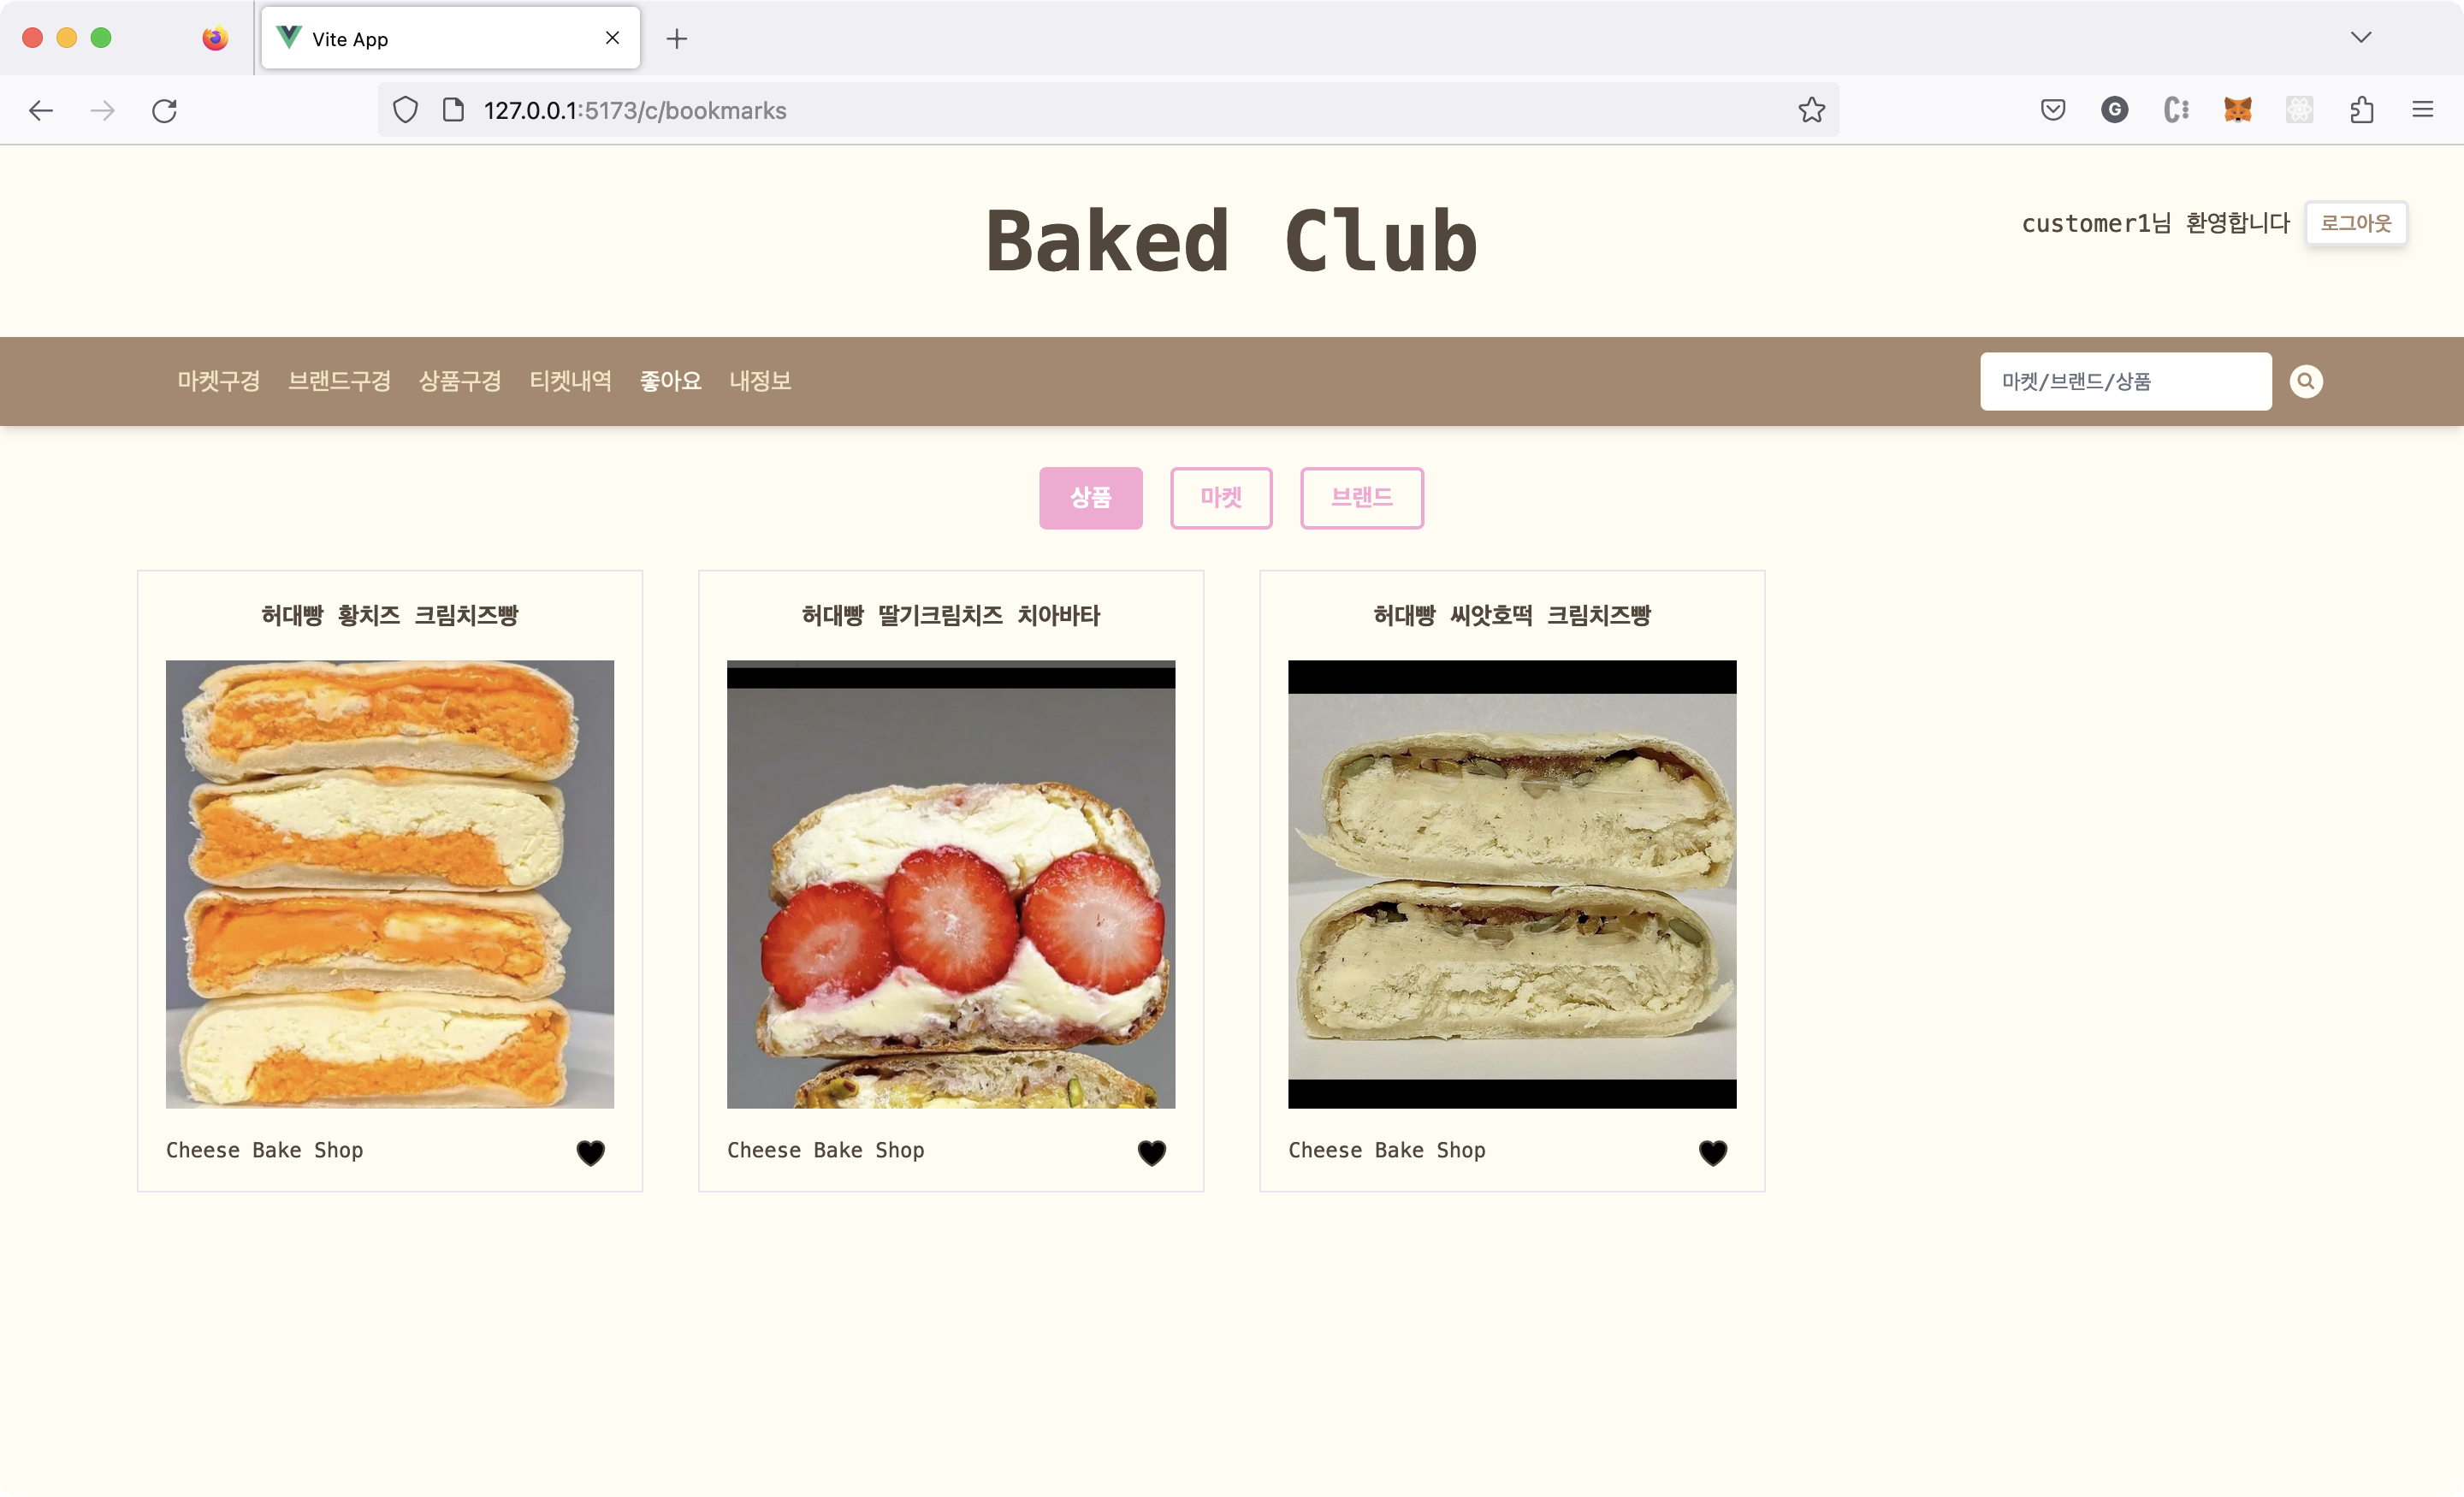 Vite App
127.0.0.1:5173/c/bookmarks
G
Baked Club
customer1님 환영합니다
로그아웃
마켓구경 브랜드구경 상품구경 티켓내역 좋아요 내정보
마켓/브랜드/상품
상품 마켓 브랜드
허대빵 황치즈 크림치즈빵
허대빵 딸기크림치즈 치아바타
허대빵 씨앗호떡 크림치즈빵
Cheese Bake Shop
Cheese Bake Shop
Cheese Bake Shop